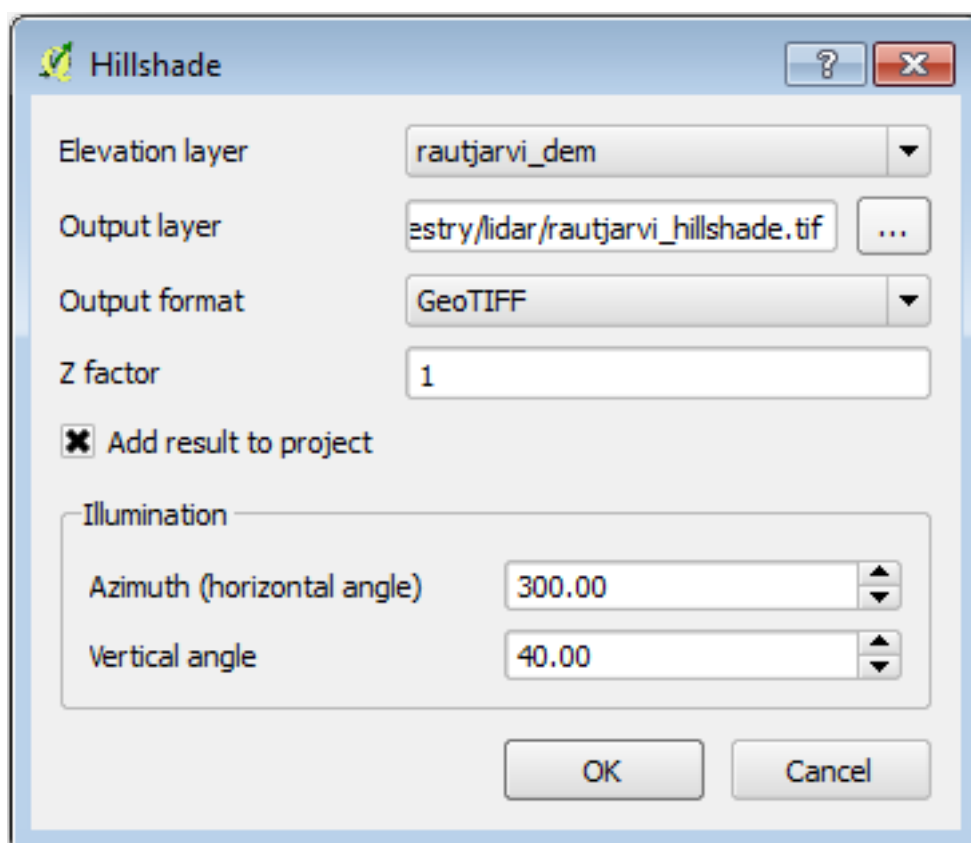 Hillshade
Elevation layer rautjarvi_dem
Output layer estry/lidar/rautjarvi_hillshade.tif ...
Output format GeoTIFF
Z factor 1
Add result to project
Illumination
Azimuth (horizontal angle) 300.00
Vertical angle 40.00
OK Cancel